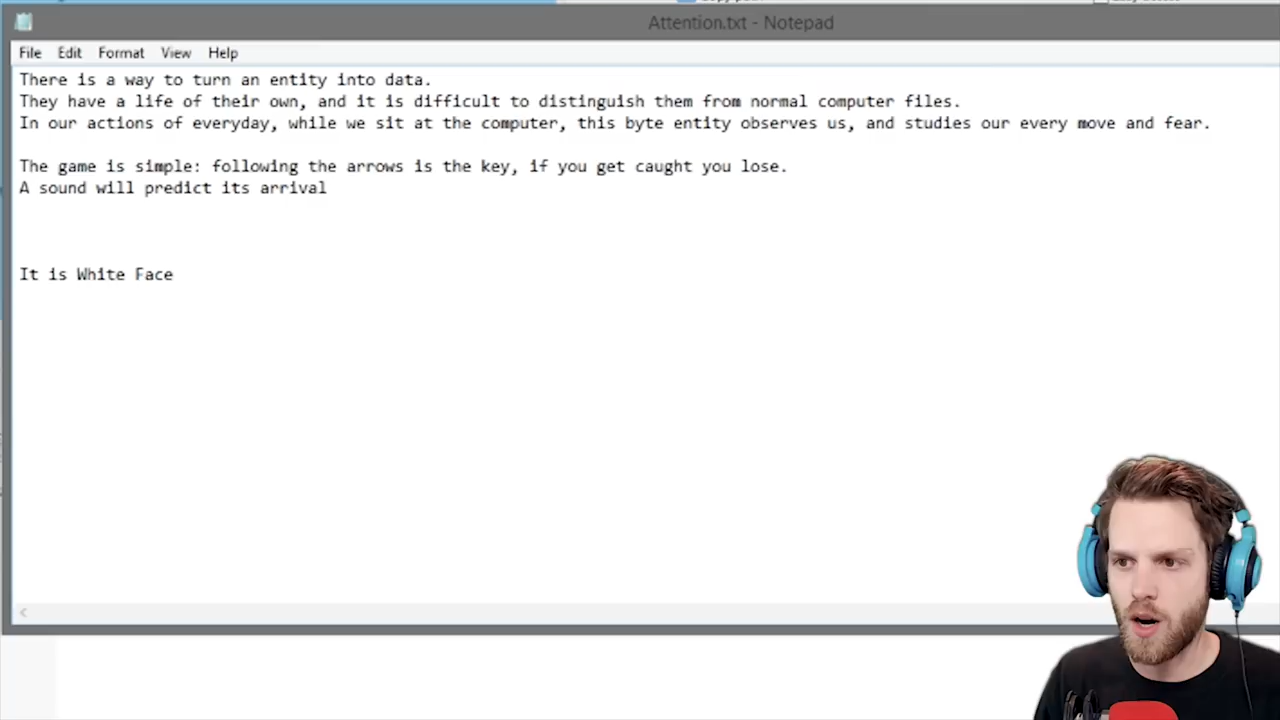 Attention.txt - Notepad
File Edit Format View Help
There is a way to turn an entity into data.
They have a life of their own, and it is difficult to distinguish them from normal computer files.
In our actions of everyday, while we sit at the computer, this byte entity observes us, and studies our every move and fear.
The game is simple: following the arrows is the key, if you get caught you lose.
A sound will predict its arrival
It is White Face